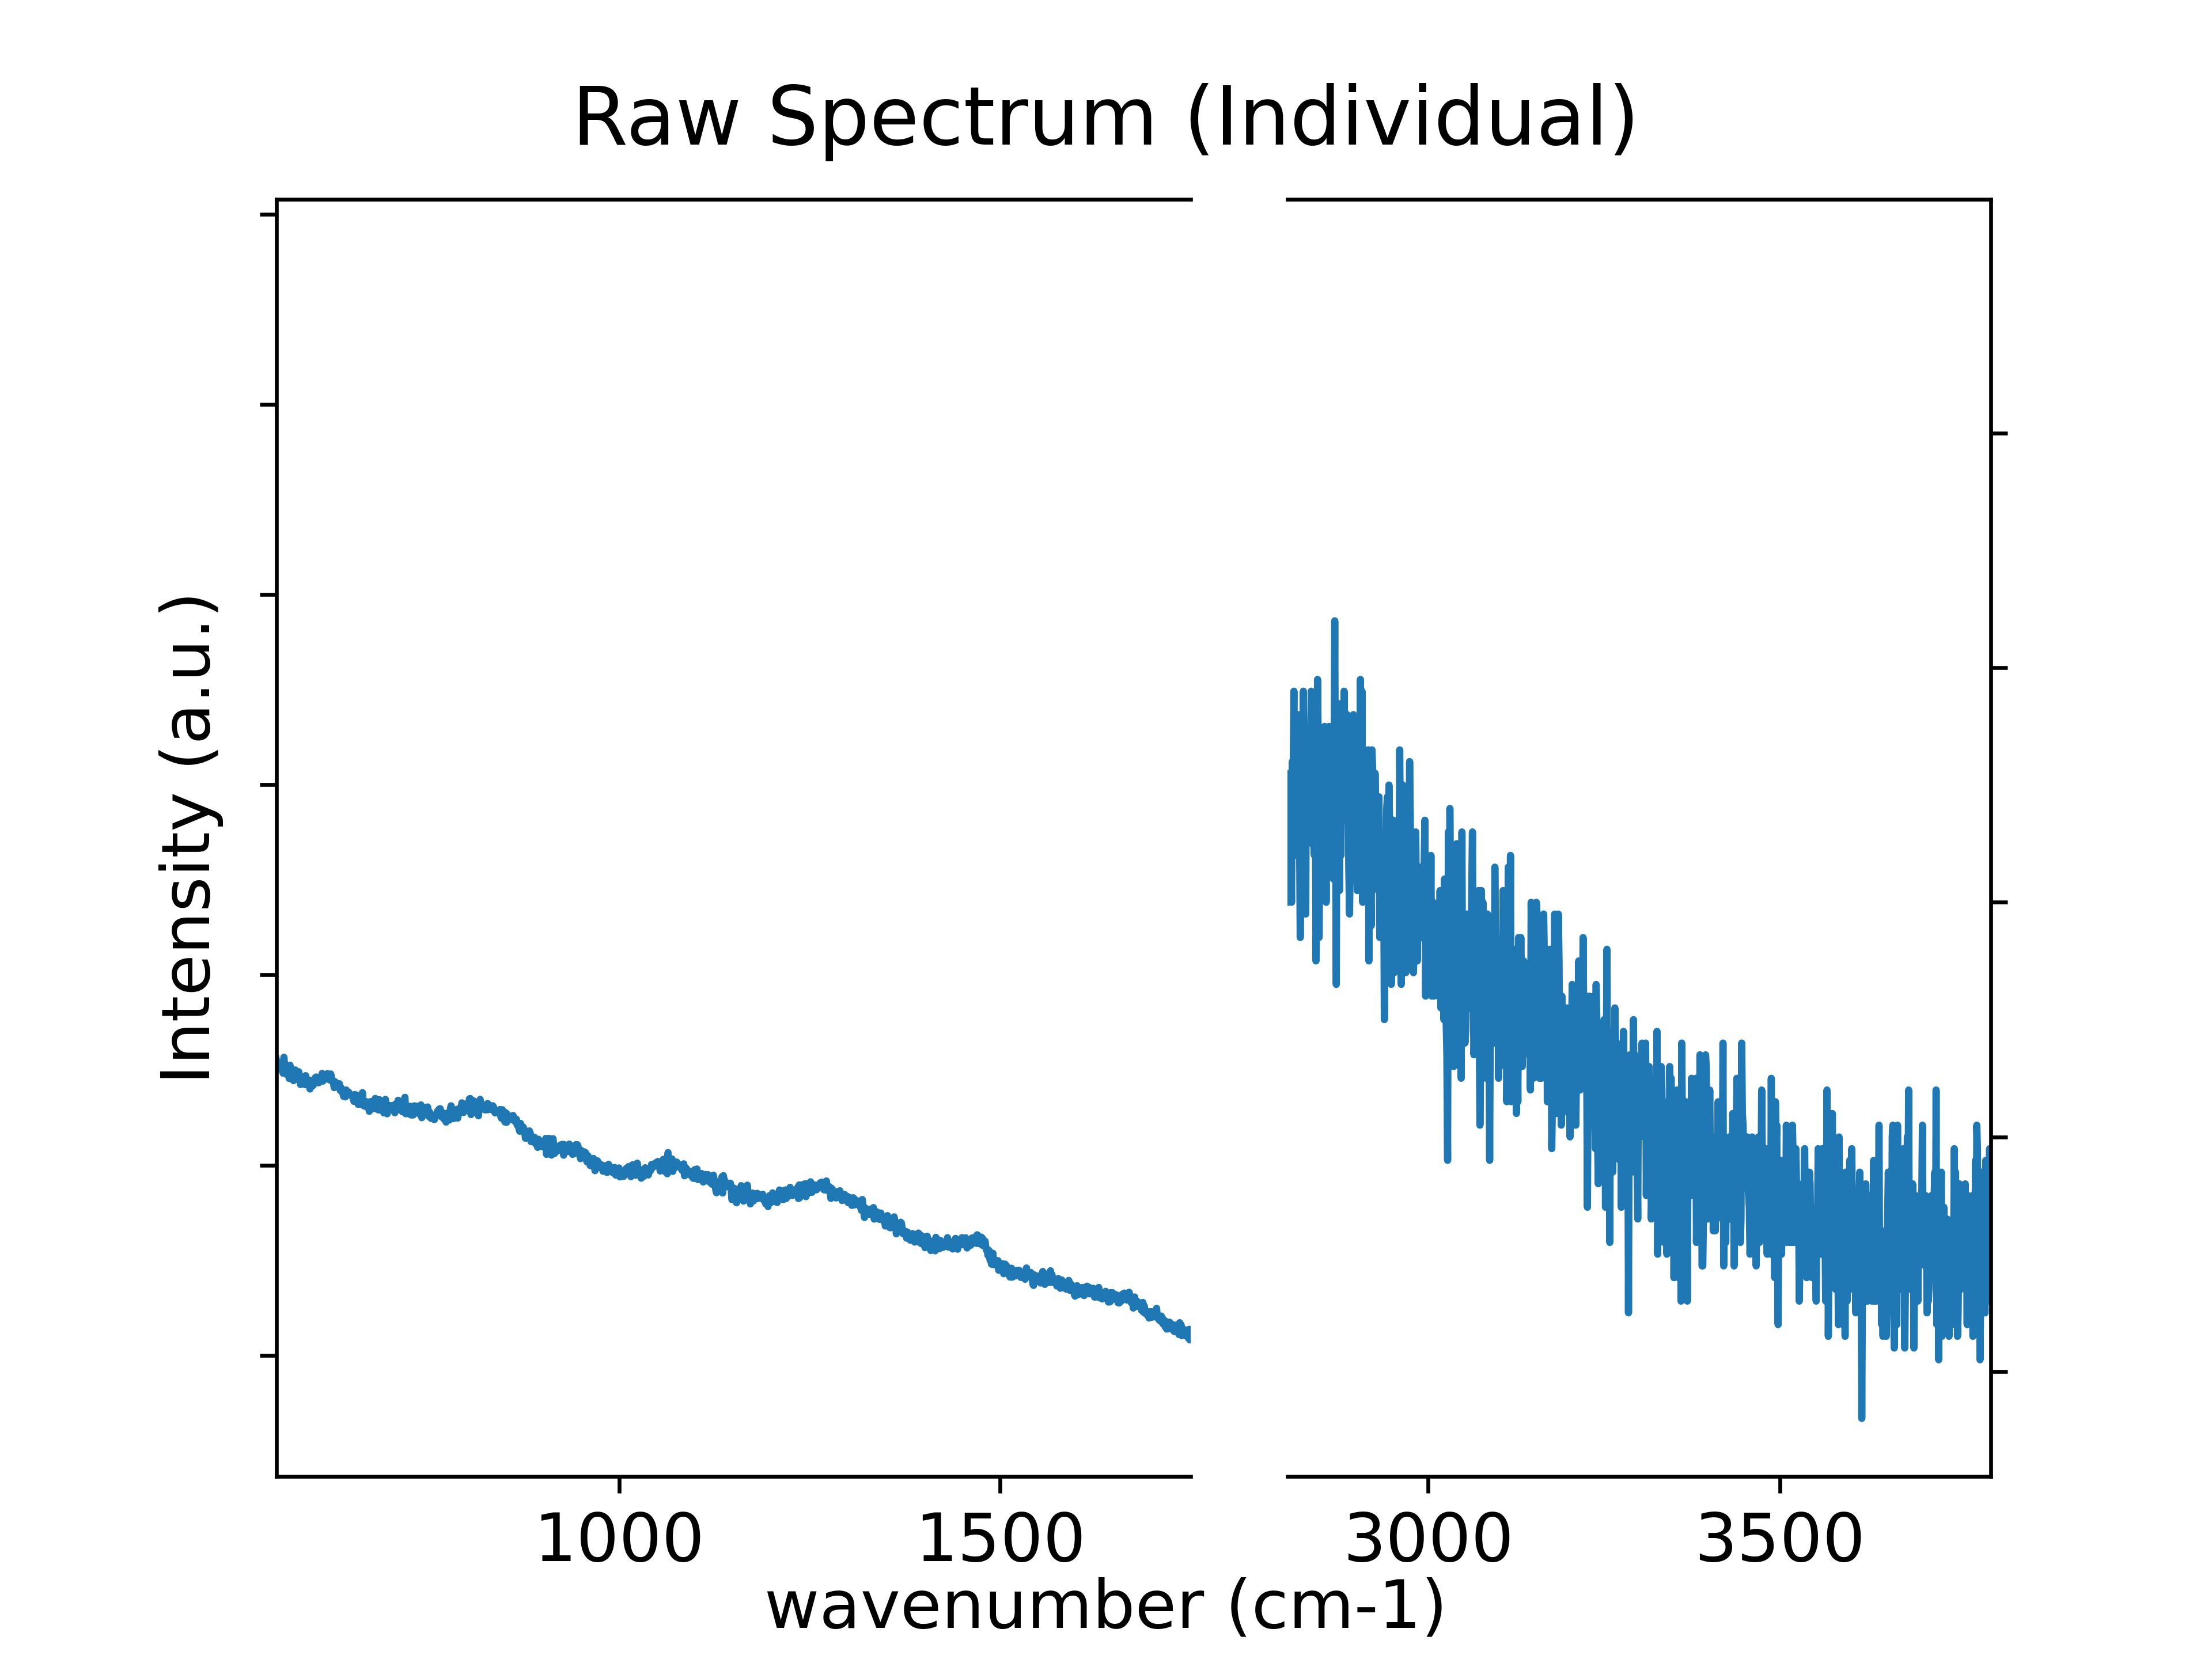 Raw Spectrum (Individual)
Intensity (a.u.)
1000 1500 3000 3500
wavenumber (cm-1)